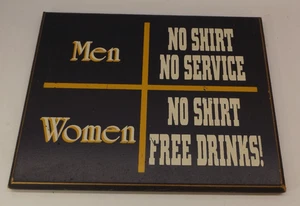 Men
NO SHIRT
NO SERVICE
Women
NO SHIRT
FREE DRINKS!